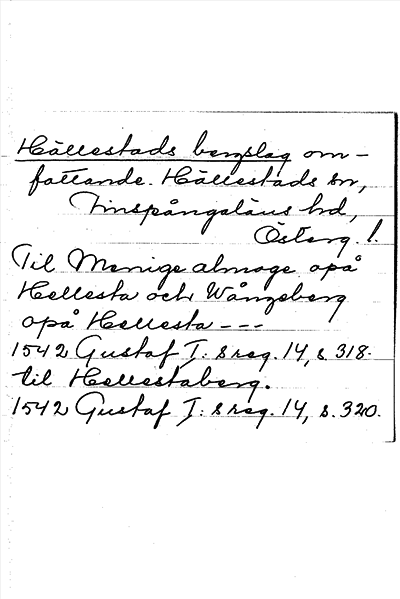 Hällestads bergslag om-
fattande. Hällestads sn,
Finspångaläns hd,
Österg. l.
Til Menige almoge opå
Hellesta och Wångeberg
opå Hellesta ---
1542 Gustaf I: s reg. 14, s. 318.
til Hellestaberg.
1542 Gustaf I: s reg. 14, s. 320.